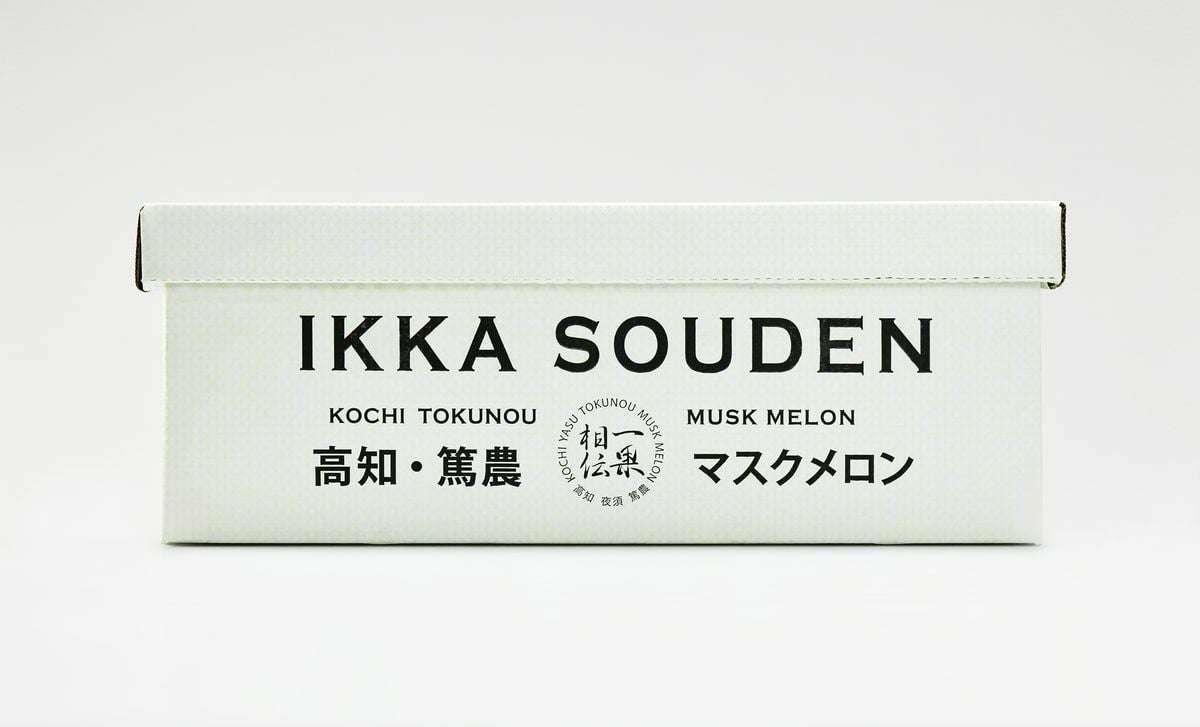 IKKA SOUDEN
KOCHI TOKUNOU
高知・篤農
KOCHI YASU TOKUNOU MUSK MELON
一果
相伝
高知 夜須 篤農
MUSK MELON
マスクメロン